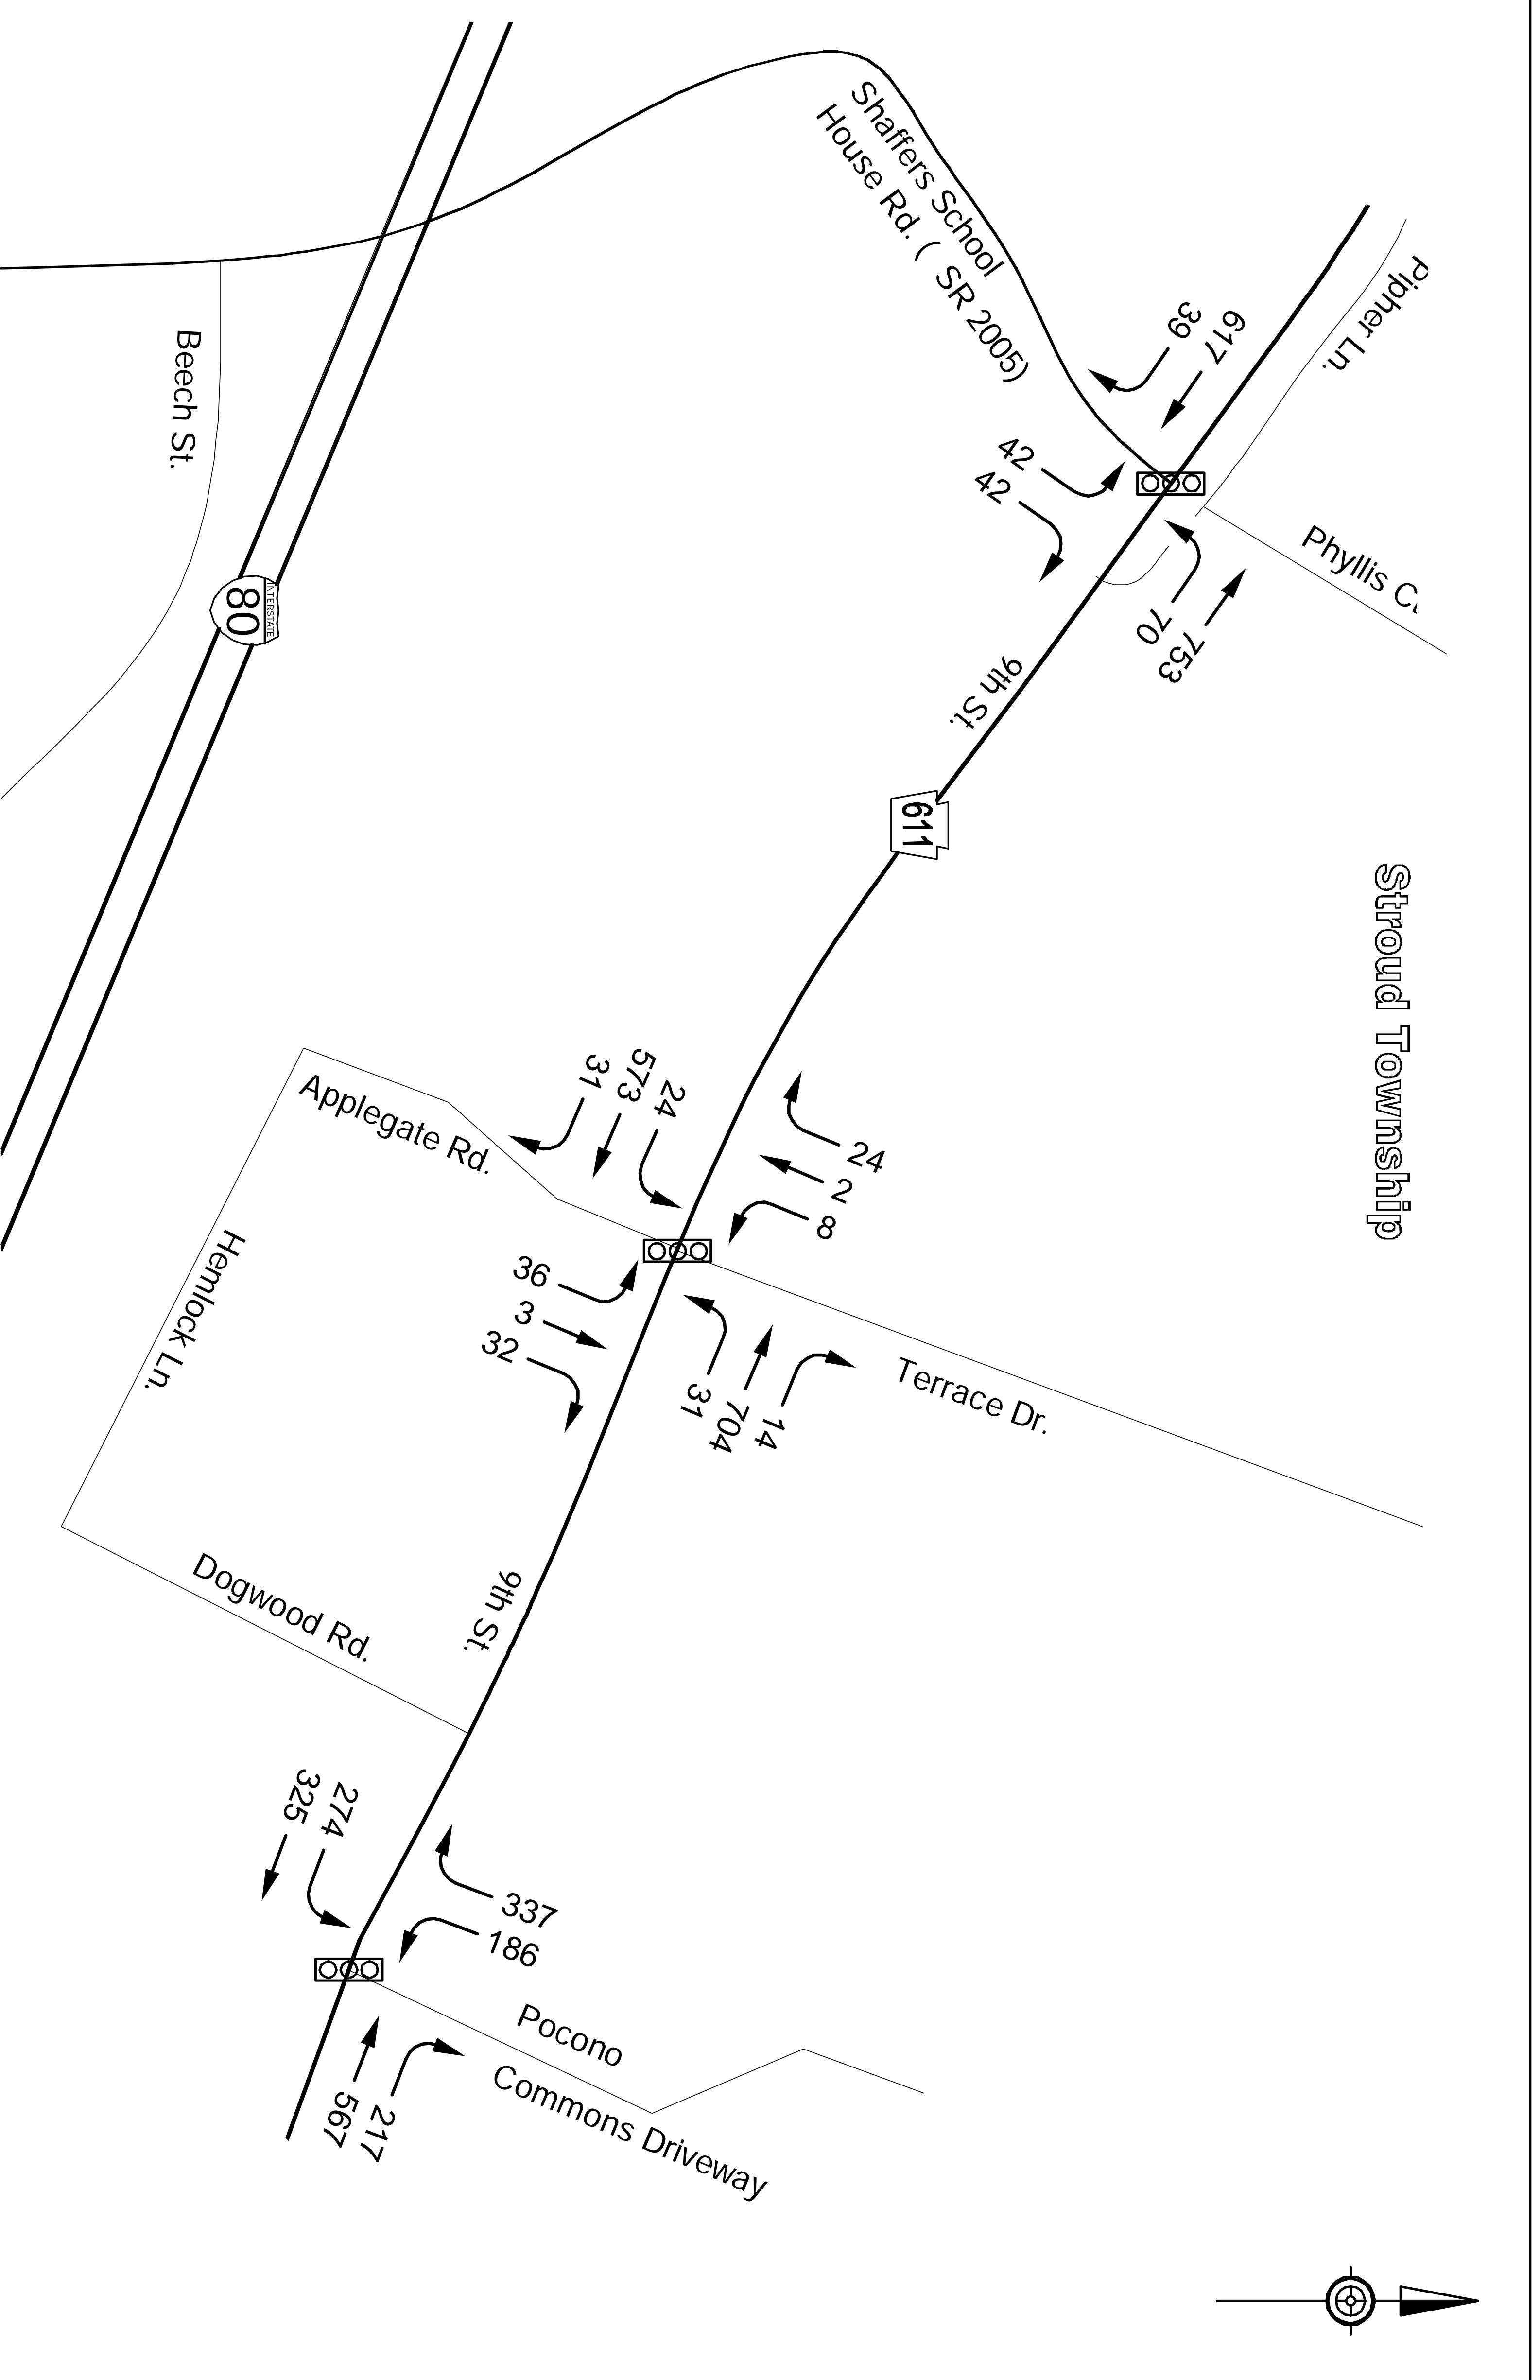 Shaffers School
House Rd. ( SR 2005)
Pipher Ln.
39
617
42
42
Phyllis
70
753
9th St.
Beech St.
INTERSTATE
80
611
Stroud Township
31
573
24
24
2
8
Applegate Rd.
36
3
32
31
704
14
Terrace Dr.
Hemlock Ln.
9th St.
Dogwood Rd.
325
274
337
186
Pocono
Commons Driveway
567
217